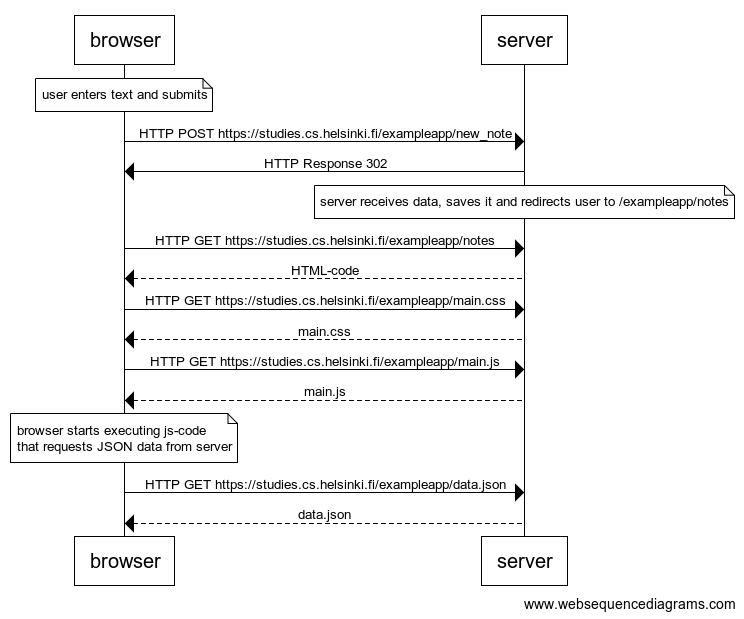 browser
server
user enters text and submits
HTTP POST https://studies.cs.helsinki.fi/exampleapp/new_note
HTTP Response 302
server receives data, saves it and redirects user to /exampleapp/notes
HTTP GET https://studies.cs.helsinki.fi/exampleapp/notes
HTML-code
HTTP GET https://studies.cs.helsinki.fi/exampleapp/main.css
main.css
HTTP GET https://studies.cs.helsinki.fi/exampleapp/main.js
main.js
browser starts executing js-code
that requests JSON data from server
HTTP GET https://studies.cs.helsinki.fi/exampleapp/data.json
data.json
browser
server
www.websequencediagrams.com